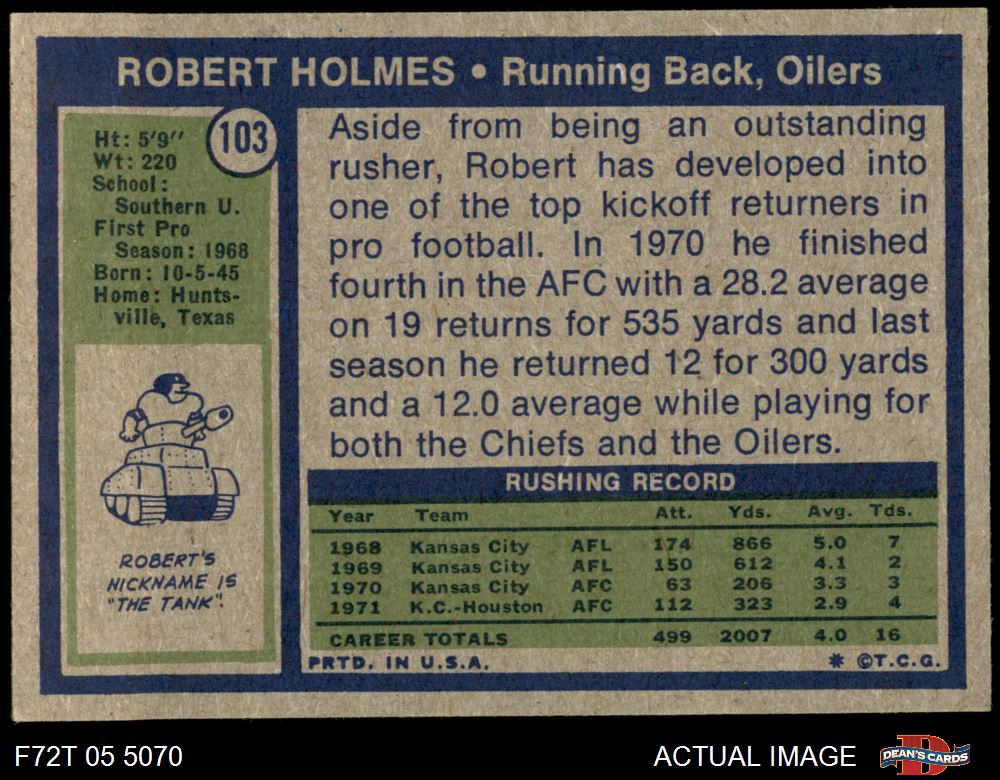 ROBERT HOLMES • Running Back, Oilers
103
Ht: 5'9''
Wt: 220
School:
Southern U.
First Pro
Season: 1968
Born: 10-5-45
Home: Hunts-
ville, Texas
ROBERT'S
NICKNAME IS
"THE TANK".
Aside from being an outstanding
rusher, Robert has developed into
one of the top kickoff returners in
pro football. In 1970 he finished
fourth in the AFC with a 28.2 average
on 19 returns for 535 yards and last
season he returned 12 for 300 yards
and a 12.0 average while playing for
both the Chiefs and the Oilers.
RUSHING RECORD
Year Team Att. Yds. Avg. Tds.
1968 Kansas City AFL 174 866 5.0 7
1969 Kansas City AFL 150 612 4.1 2
1970 Kansas City AFC 63 206 3.3 3
1971 K.C.-Houston AFC 112 323 2.9 4
CAREER TOTALS 499 2007 4.0 16
PRTD. IN U.S.A. * ©T.C.G.
F72T 05 5070 ACTUAL IMAGE DEAN'S CARDS